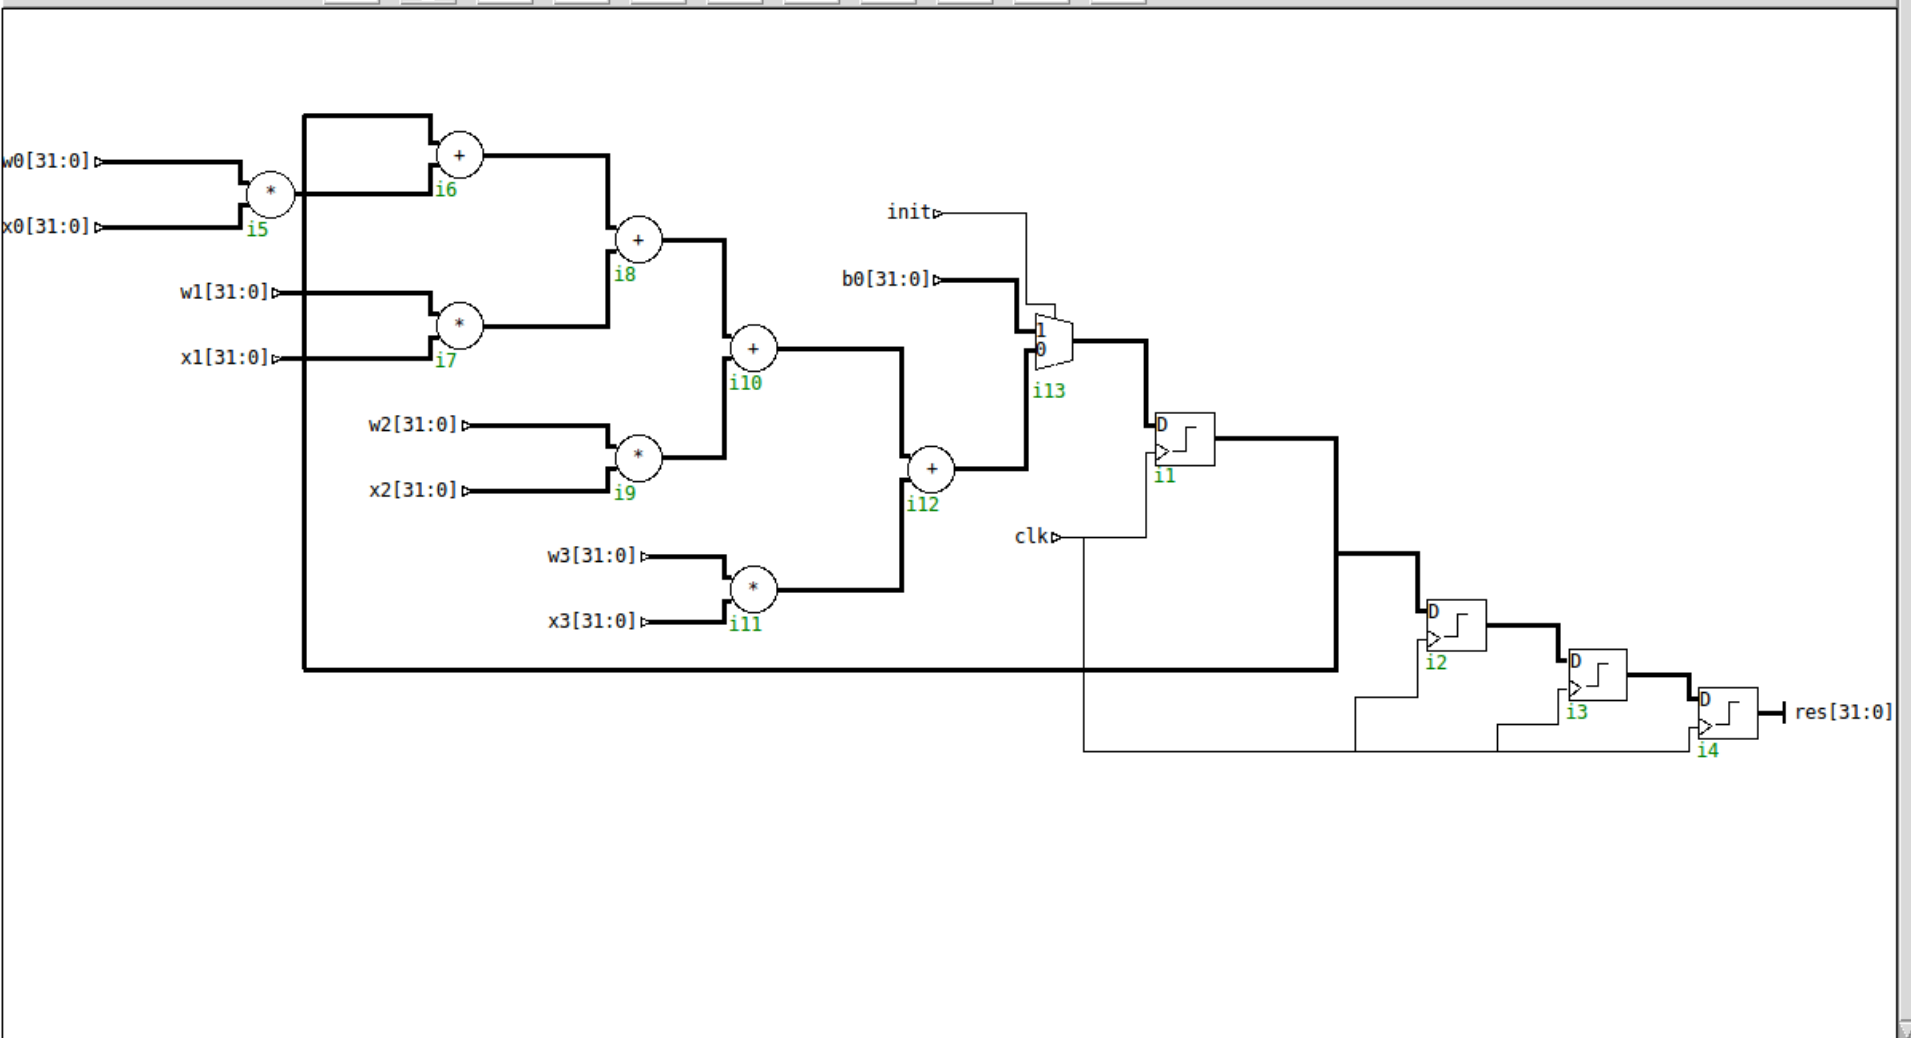 w0[31:0]
*
i5
x0[31:0]
+
i6
w1[31:0]
*
i7
x1[31:0]
+
i8
w2[31:0]
*
i9
x2[31:0]
+
i10
w3[31:0]
*
i11
x3[31:0]
+
i12
init
b0[31:0]
1
0
i13
clk
D
i1
D
i2
D
i3
D
i4
res[31:0]